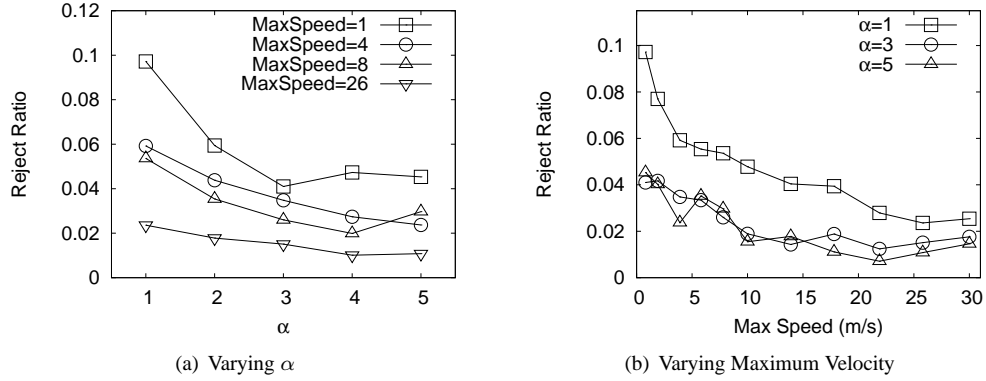 0.12
0.1
0.08
0.06
0.04
0.02
0
Reject Ratio
MaxSpeed=1
MaxSpeed=4
MaxSpeed=8
MaxSpeed=26
1 2 3 4 5
α
(a) Varying α
0.1
0.08
0.06
0.04
0.02
0
Reject Ratio
α=1
α=3
α=5
0 5 10 15 20 25 30
Max Speed (m/s)
(b) Varying Maximum Velocity